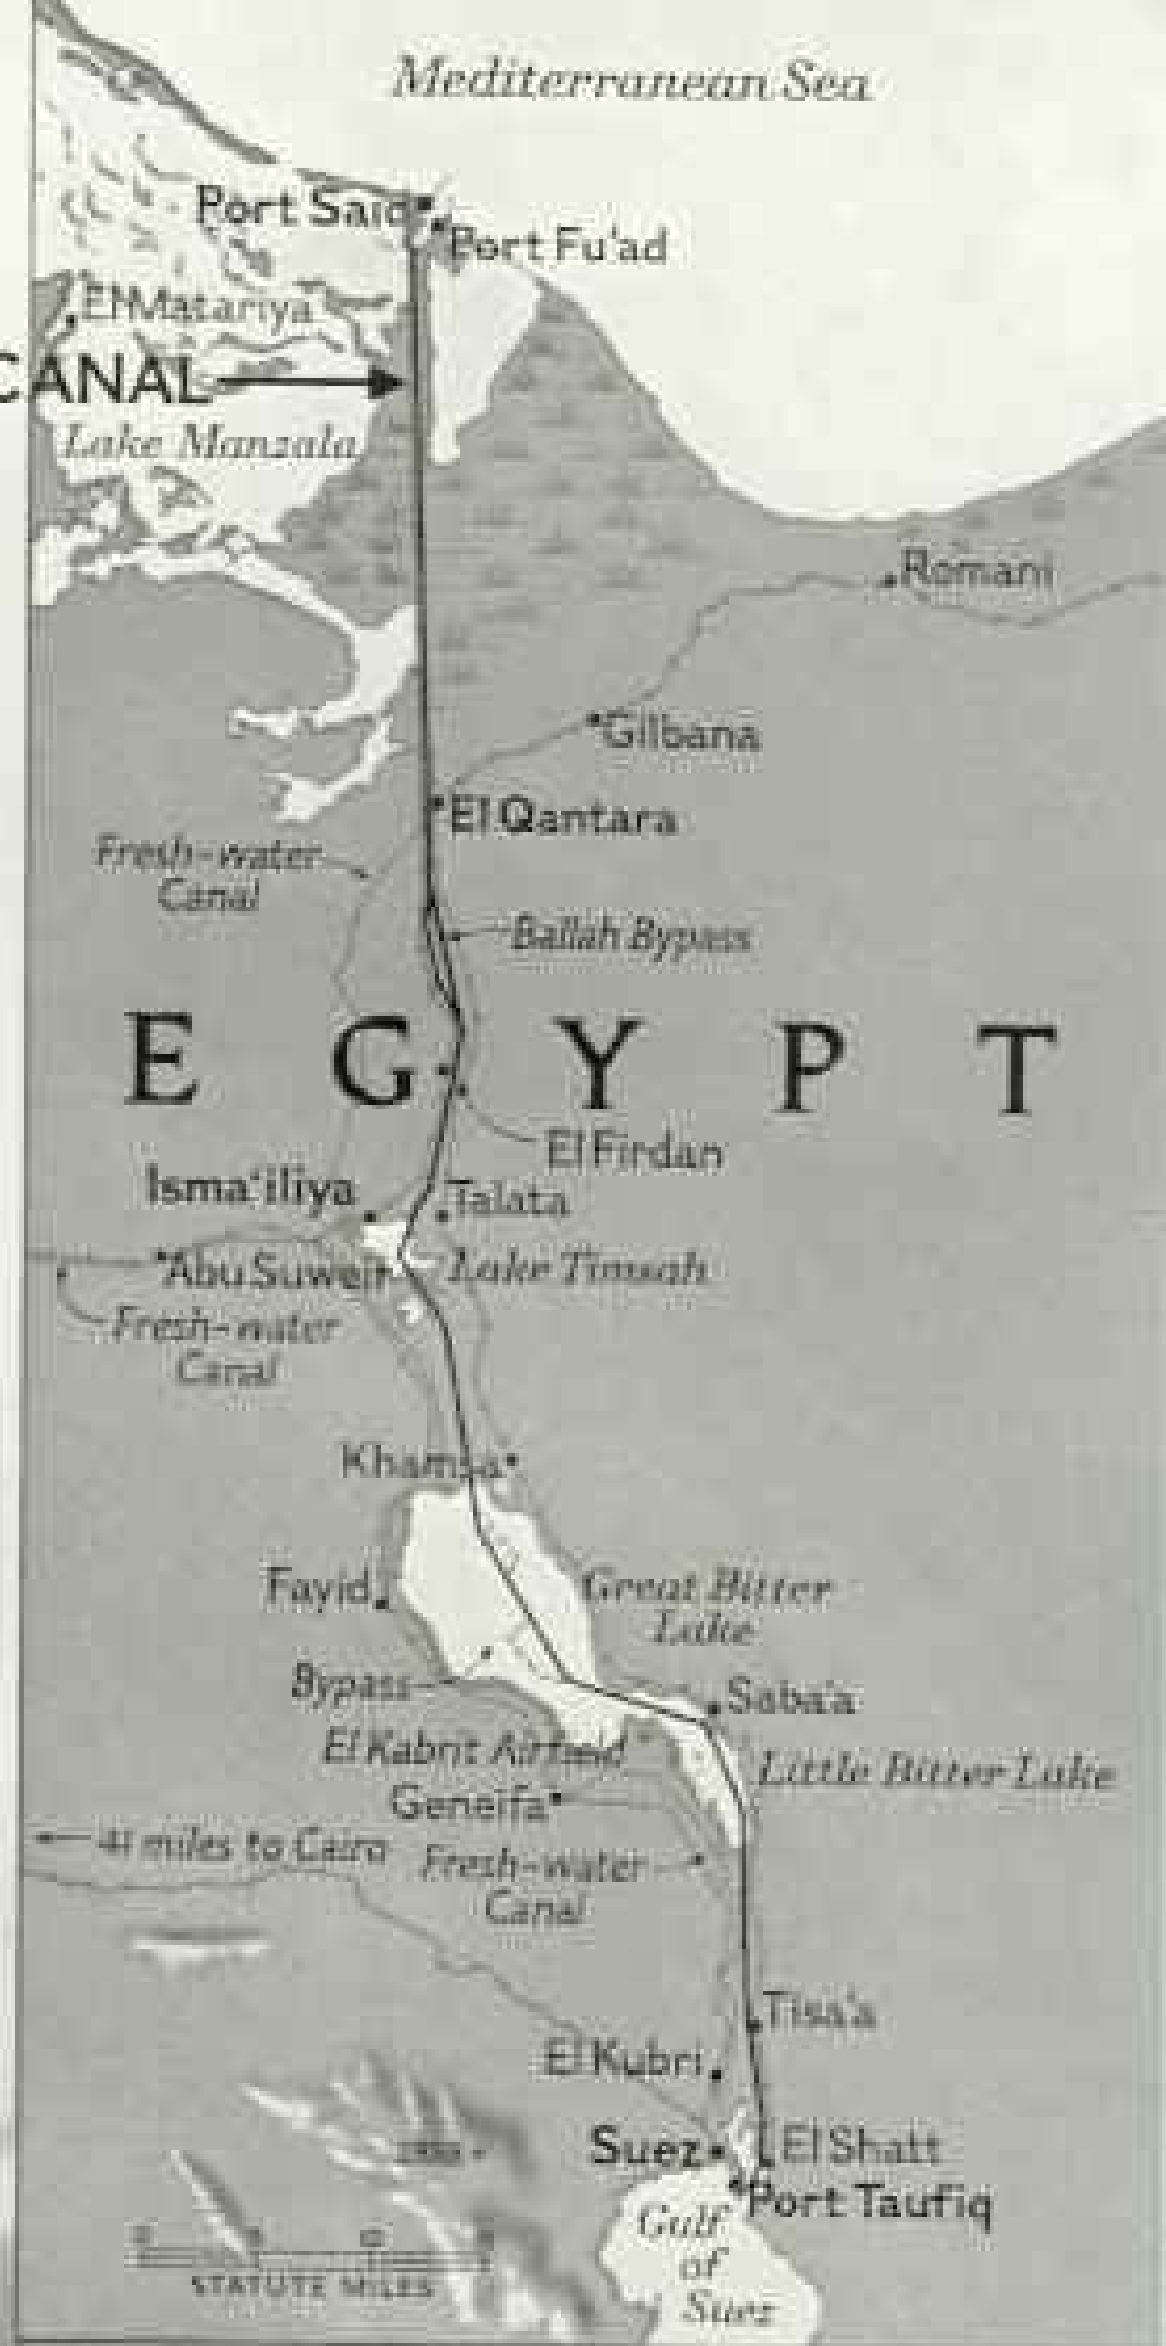 Mediterranean Sea
Port Said
Port Fu'ad
El Matariya
CANAL
Lake Manzala
Romani
Gilbana
El Qantara
Fresh-water
Canal
Ballah Bypass
E G Y P T
El Firdan
Isma'iliya
Talata
Abu Suweir
Lake Timsah
Fresh-water
Canal
Khamsa
Fayid
Great Bitter
Lake
Bypass
Saba'a
El Kabrit Airfield
Little Bitter Lake
Geneifa
41 miles to Cairo
Fresh-water
Canal
Tisa'a
El Kubri
Suez
El Shatt
Port Taufiq
Gulf
of
Suez
STATUTE MILES